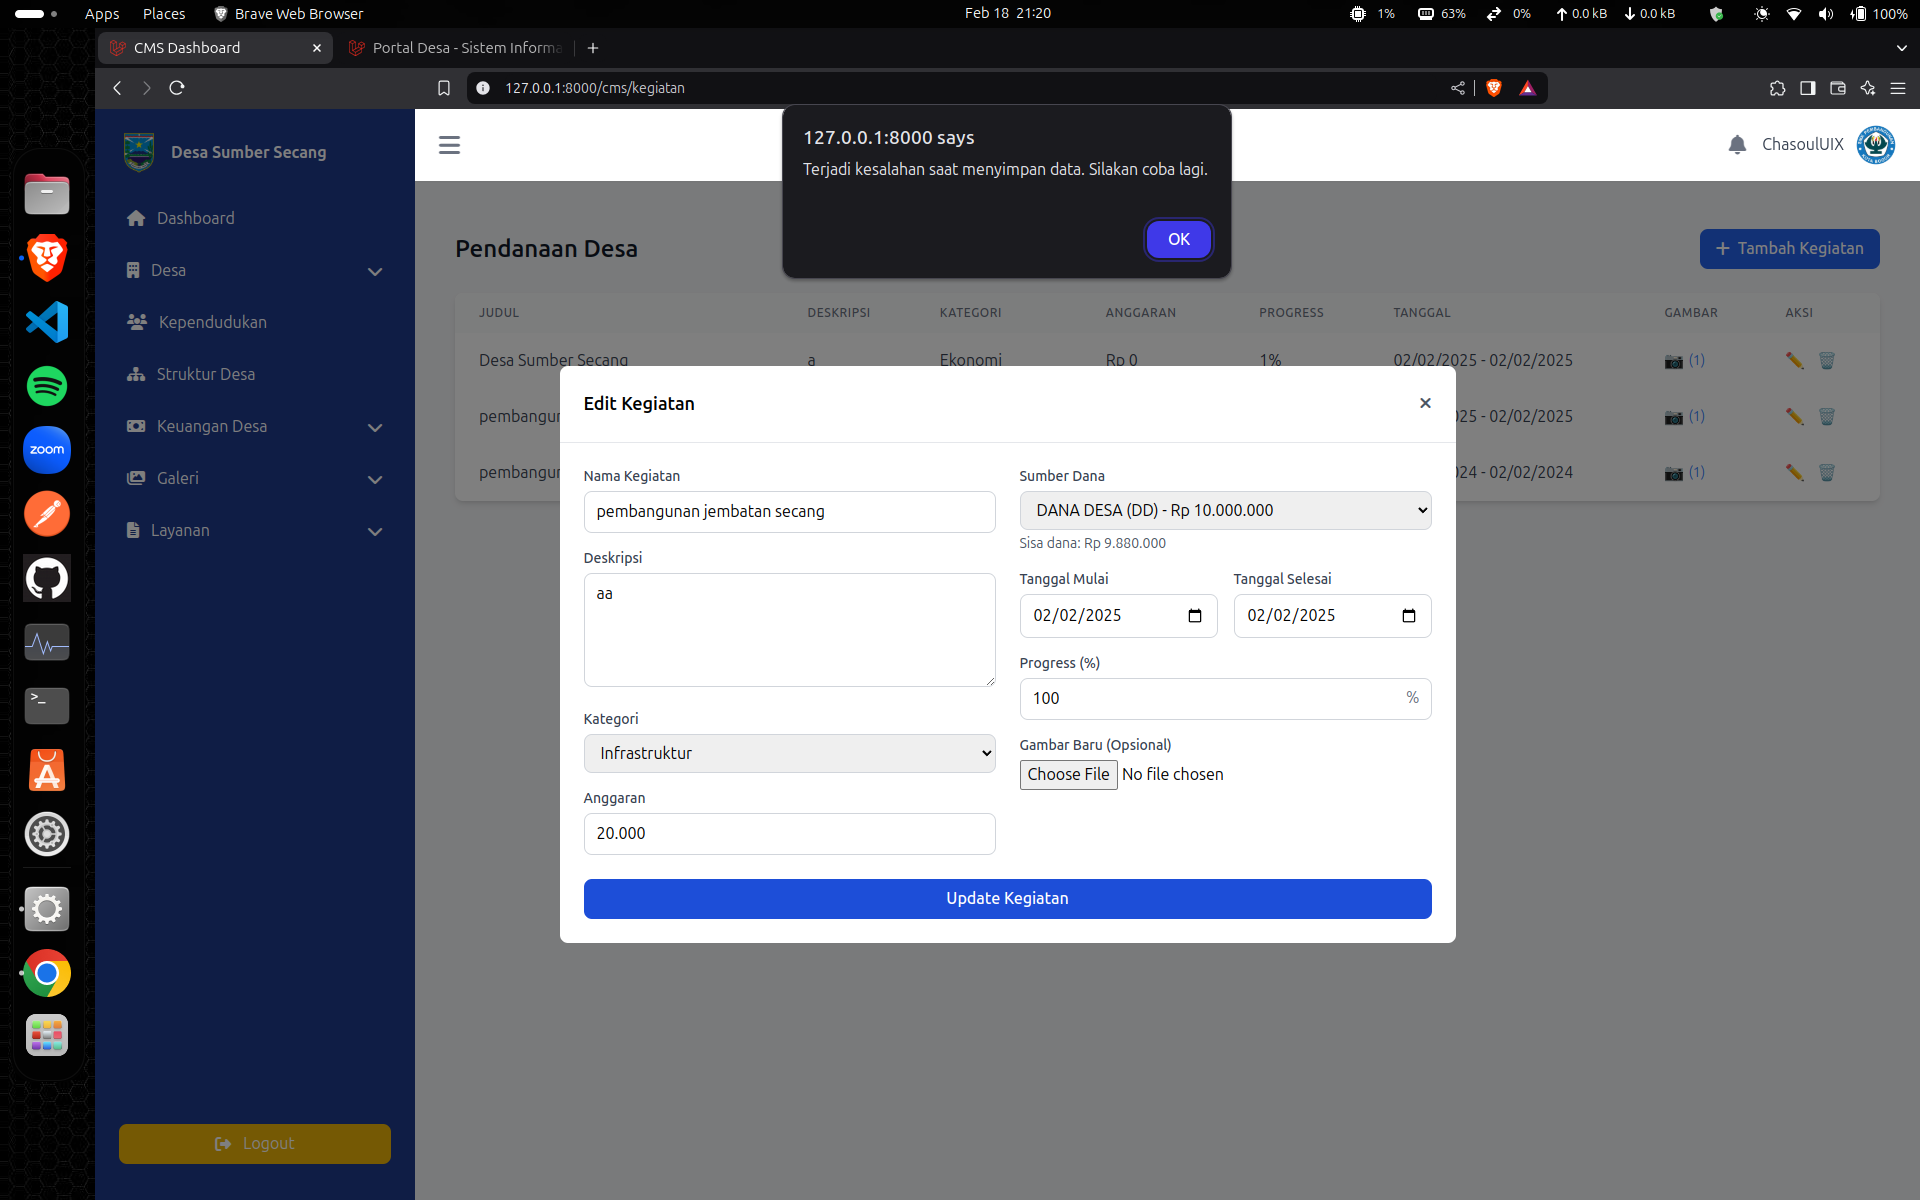 Apps Places Brave Web Browser Feb 18 21:20 1% 63% 0% 0.0 kB 0.0 kB 100%
CMS Dashboard Portal Desa - Sistem Informa
127.0.0.1:8000/cms/kegiatan
Desa Sumber Secang
ChasoulUIX
127.0.0.1:8000 says
Terjadi kesalahan saat menyimpan data. Silakan coba lagi.
OK
Dashboard
Desa
Kependudukan
Struktur Desa
Keuangan Desa
Galeri
Layanan
Logout
zoom
Pendanaan Desa
Tambah Kegiatan
JUDUL DESKRIPSI KATEGORI ANGGARAN PROGRESS TANGGAL GAMBAR AKSI
Desa Sumber Secang a Ekonomi Rp 0 1% 02/02/2025 - 02/02/2025 (1)
25 - 02/02/2025 (1)
24 - 02/02/2024 (1)
Edit Kegiatan
Nama Kegiatan
pembangunan jembatan secang
Deskripsi
aa
Kategori
Infrastruktur
Anggaran
20.000
Sumber Dana
DANA DESA (DD) - Rp 10.000.000
Sisa dana: Rp 9.880.000
Tanggal Mulai Tanggal Selesai
02/02/2025 02/02/2025
Progress (%)
100 %
Gambar Baru (Opsional)
Choose File No file chosen
Update Kegiatan